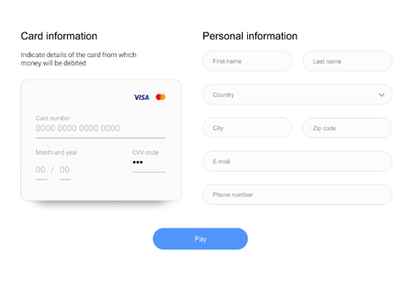 Card information
Indicate details of the card from which
money will be debited
VISA
Card number
0000 0000 0000 0000
Month and year
CVV code
00 / 00
•••
Personal information
First name
Last name
Country
City
Zip code
E-mail
Phone number
Pay